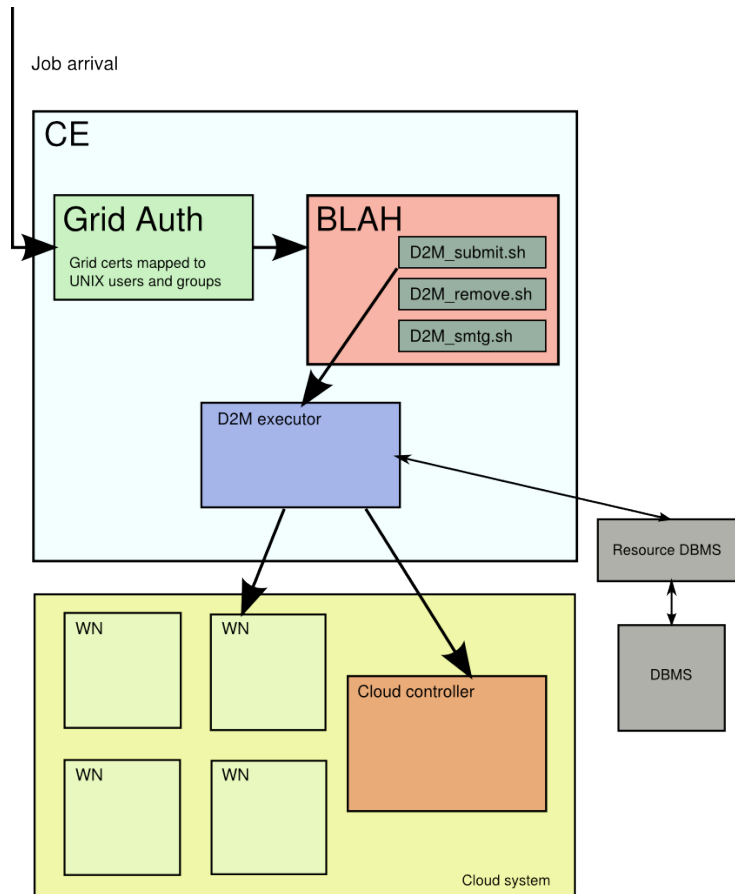 Job arrival
CE
Grid Auth
Grid certs mapped to
UNIX users and groups
BLAH
D2M_submit.sh
D2M_remove.sh
D2M_smtg.sh
D2M executor
Resource DBMS
DBMS
WN
WN
Cloud controller
WN
WN
Cloud system